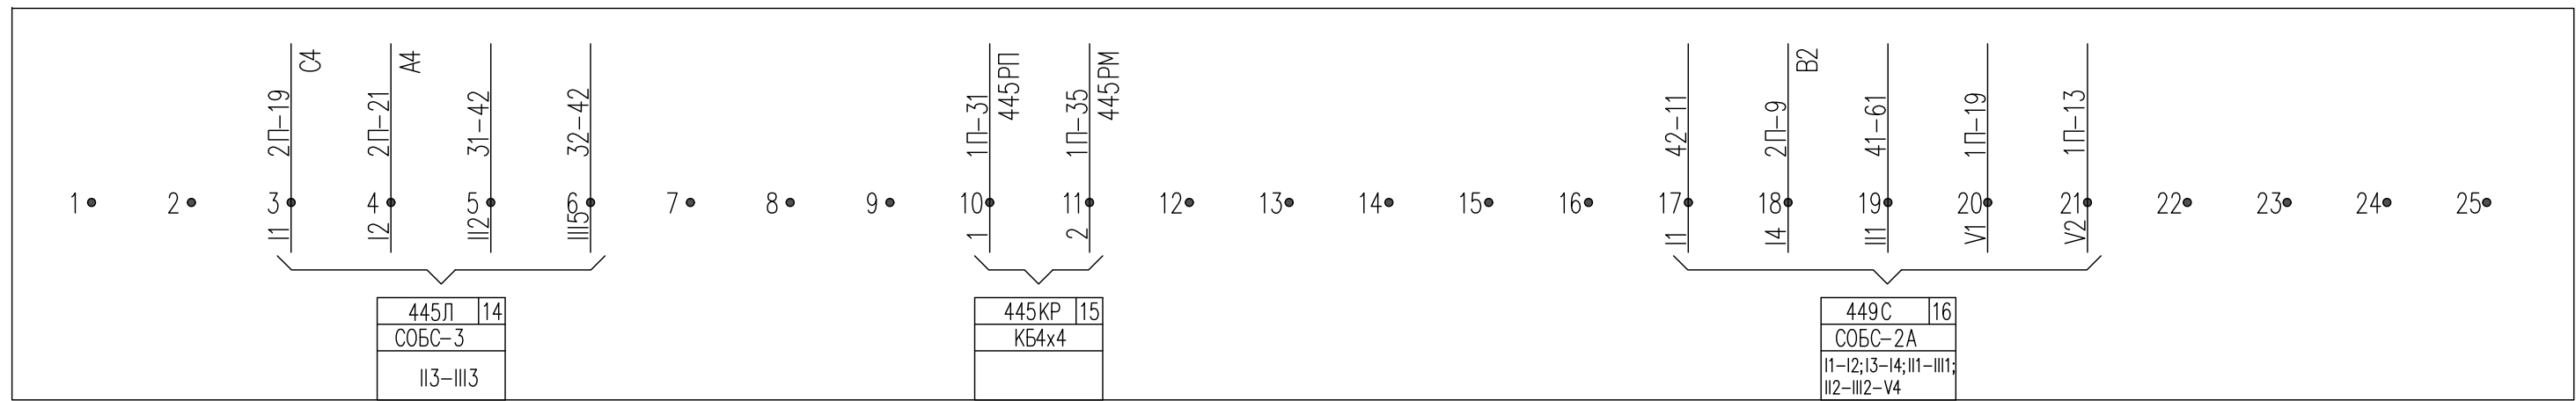 С4
А4
445РП
445РМ
В2
2П-19
2П-21
31-42
32-42
1П-31
1П-35
42-11
2П-9
41-61
1П-19
1П-13
1 2 3 4 5 6 7 8 9 10 11 12 13 14 15 16 17 18 19 20 21 22 23 24 25
I1 I2 II2 III5 1 2 I1 I4 III1 V1 V2
445Л 14
СОБС-3
II3-III3
445КР 15
КБ4х4
449С 16
СОБС-2А
I1-I2;I3-I4;II1-III1;
II2-III2-V4